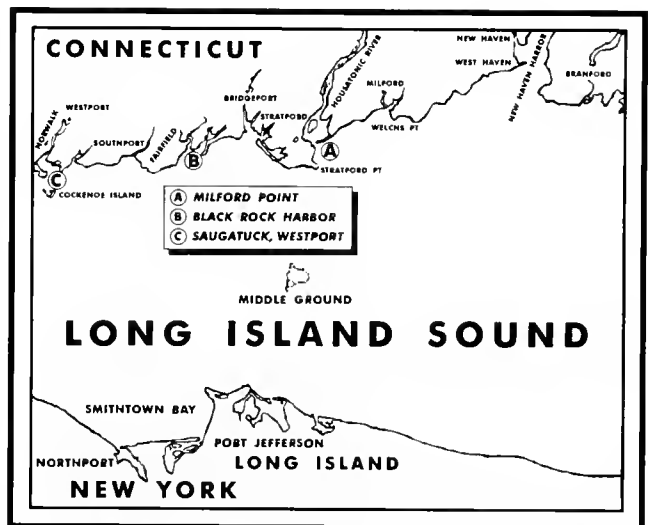 CONNECTICUT
NEW HAVEN
WEST HAVEN
NEW HAVEN HARBOR
BRANFORD
HOUSATONIC RIVER
MILFORD
WELCHS PT
BRIDGEPORT
STRATFORD
A
STRATFORD PT
WESTPORT
NORWALK
SOUTHPORT
FAIRFIELD
B
C
COCKENOE ISLAND
A MILFORD POINT
B BLACK ROCK HARBOR
C SAUGATUCK, WESTPORT
MIDDLE GROUND
LONG ISLAND SOUND
SMITHTOWN BAY
PORT JEFFERSON
NORTHPORT
LONG ISLAND
NEW YORK